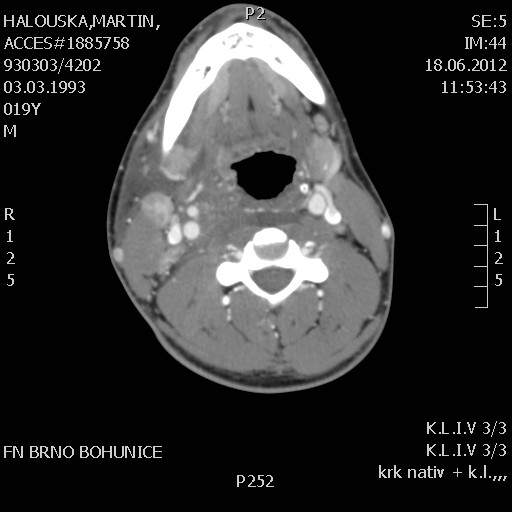 HALOUSKA,MARTIN,
ACCES#1885758
930303/4202
03.03.1993
019Y
M
P2
SE:5
IM:44
18.06.2012
11:53:43
R
1
2
5
L
1
2
5
K.L.I.V 3/3
K.L.I.V 3/3
krk nativ + k.l.,,,
FN BRNO BOHUNICE
P252